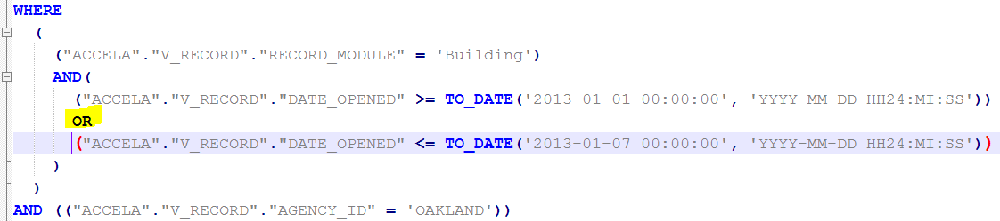 WHERE
(
("ACCELA"."V_RECORD"."RECORD_MODULE" = 'Building')
AND(
("ACCELA"."V_RECORD"."DATE_OPENED" >= TO_DATE('2013-01-01 00:00:00', 'YYYY-MM-DD HH24:MI:SS'))
OR
("ACCELA"."V_RECORD"."DATE_OPENED" <= TO_DATE('2013-01-07 00:00:00', 'YYYY-MM-DD HH24:MI:SS'))
)
)
AND (("ACCELA"."V_RECORD"."AGENCY_ID" = 'OAKLAND'))